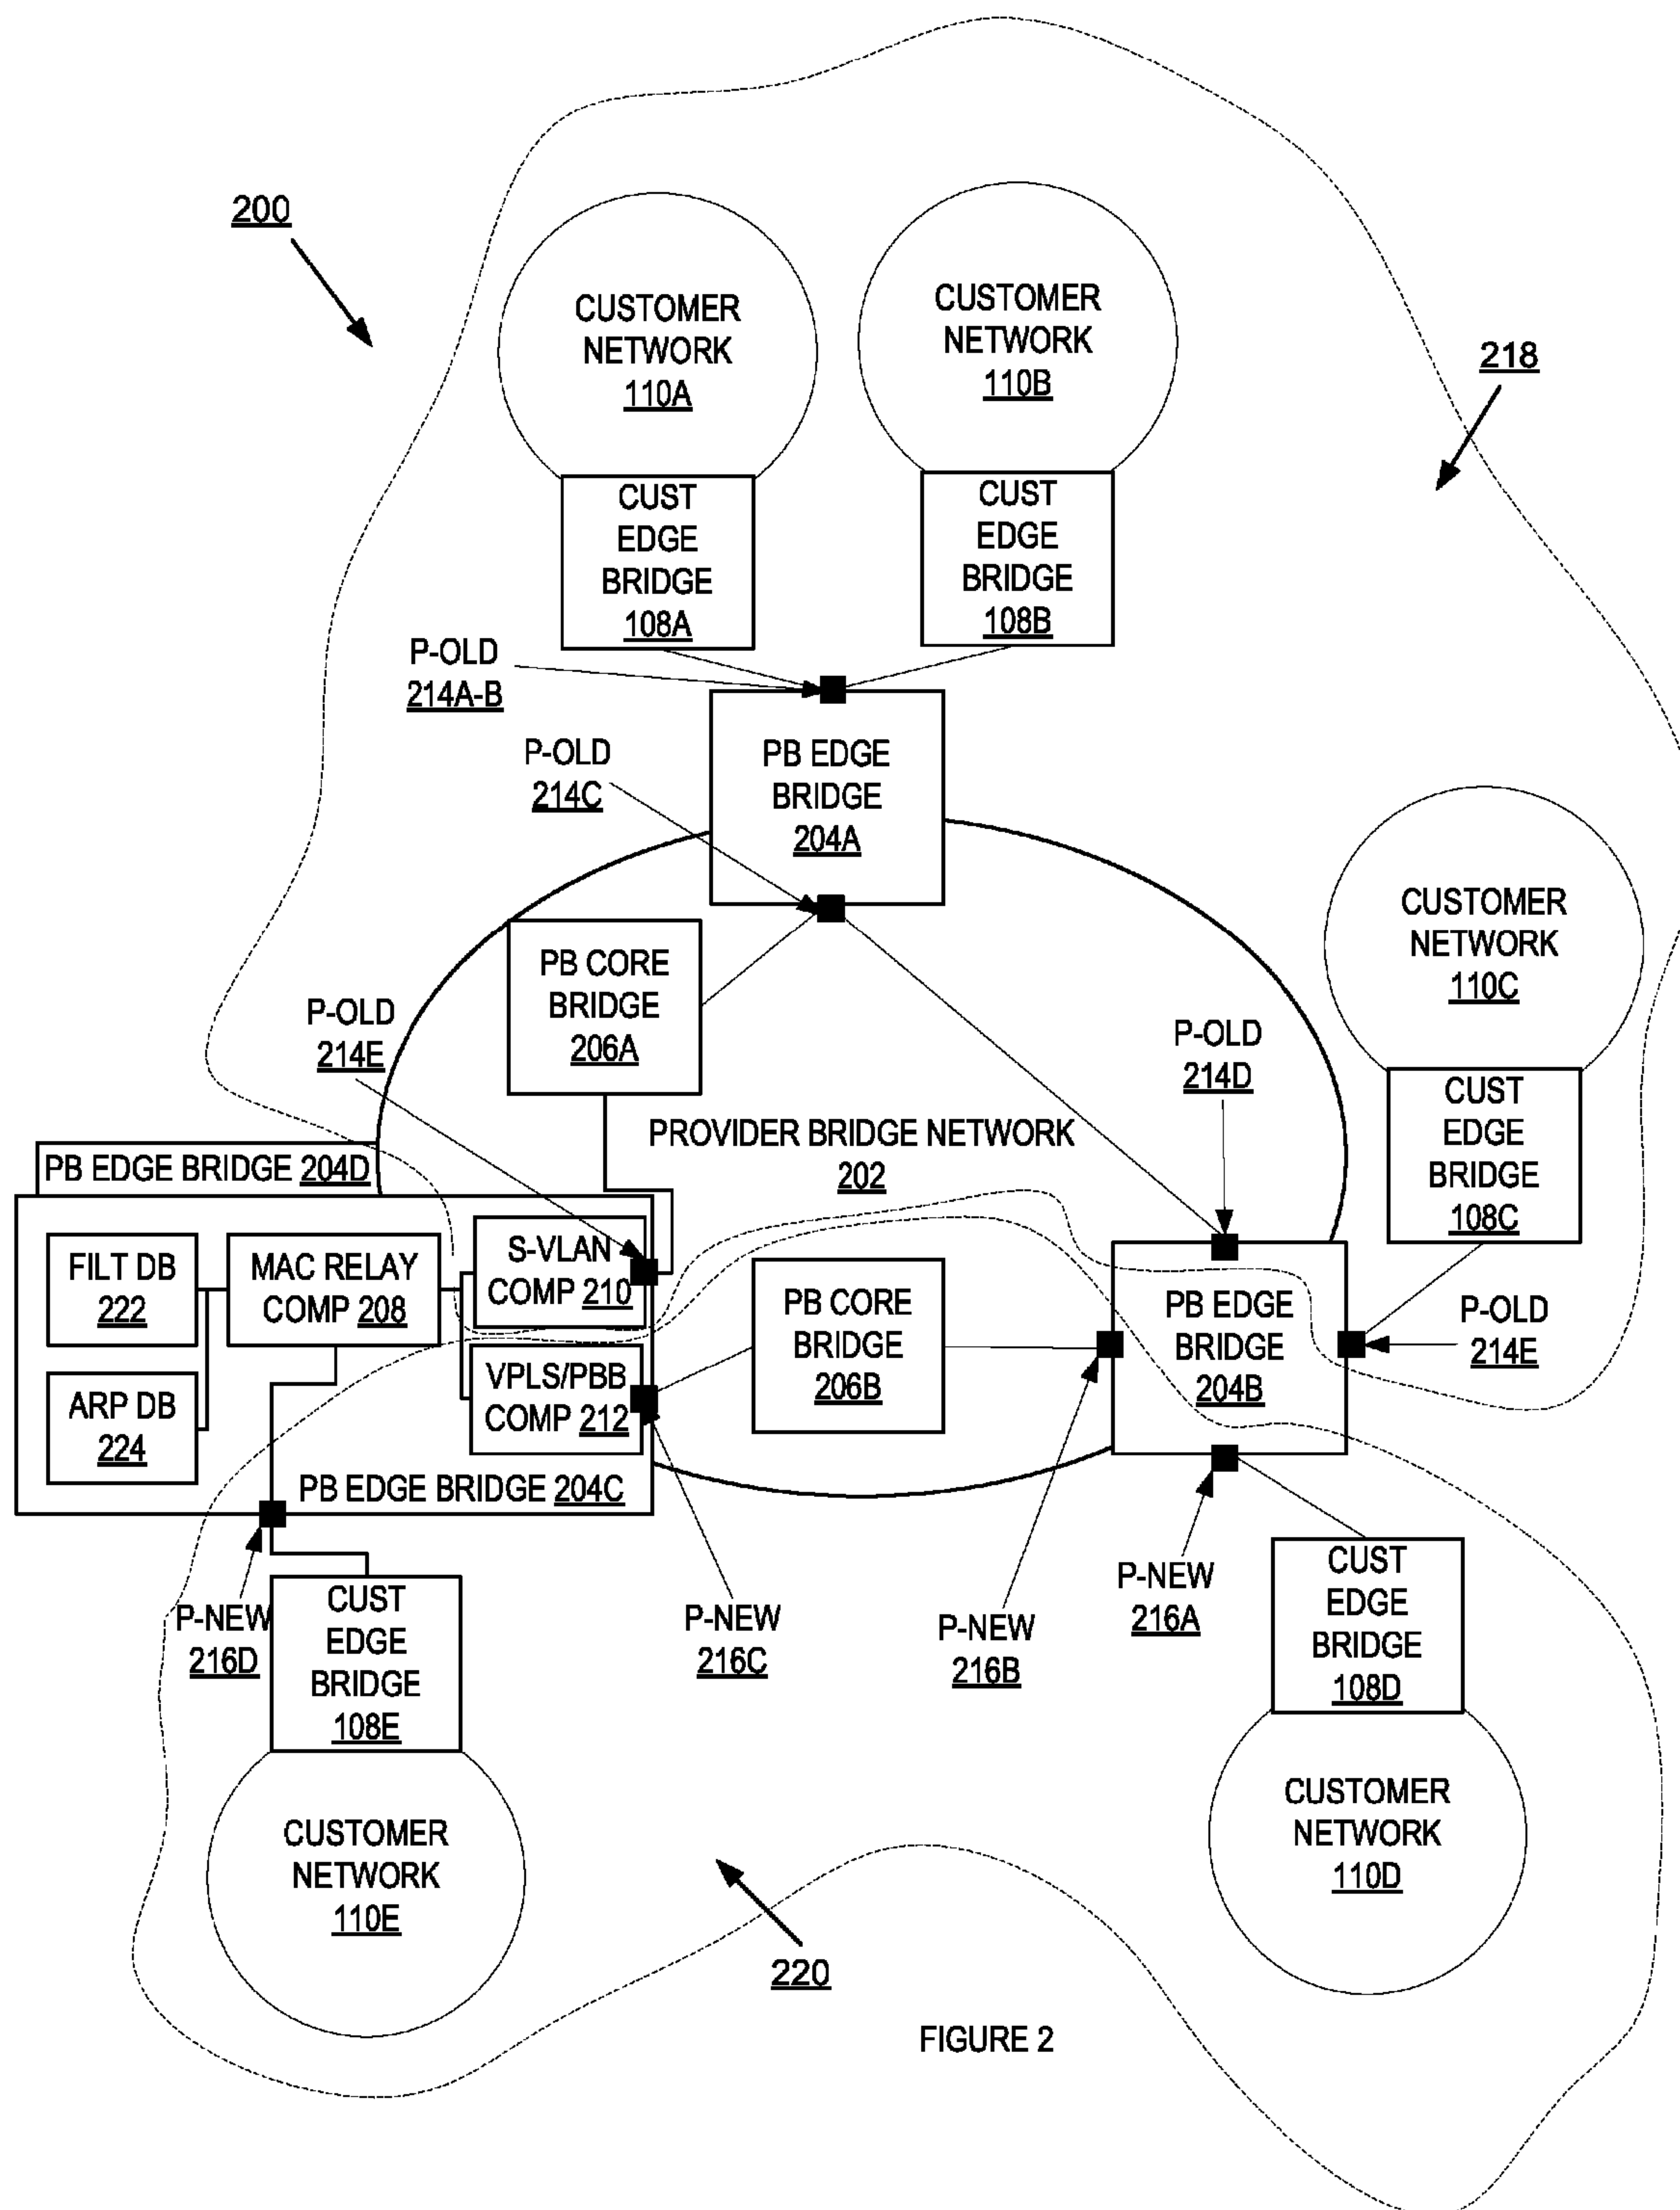 200
CUSTOMER
NETWORK
110A
CUSTOMER
NETWORK
110B
218
CUST
EDGE
BRIDGE
108A
CUST
EDGE
BRIDGE
108B
P-OLD
214A-B
P-OLD
214C
PB EDGE
BRIDGE
204A
CUSTOMER
NETWORK
110C
PB CORE
BRIDGE
206A
P-OLD
214E
P-OLD
214D
CUST
EDGE
BRIDGE
108C
PROVIDER BRIDGE NETWORK
202
PB EDGE BRIDGE 204D
FILT DB
222
MAC RELAY
COMP 208
S-VLAN
COMP 210
PB CORE
BRIDGE
206B
PB EDGE
BRIDGE
204B
P-OLD
214E
ARP DB
224
VPLS/PBB
COMP 212
PB EDGE BRIDGE 204C
P-NEW
216D
CUST
EDGE
BRIDGE
108E
P-NEW
216C
P-NEW
216B
P-NEW
216A
CUST
EDGE
BRIDGE
108D
CUSTOMER
NETWORK
110E
CUSTOMER
NETWORK
110D
220
FIGURE 2